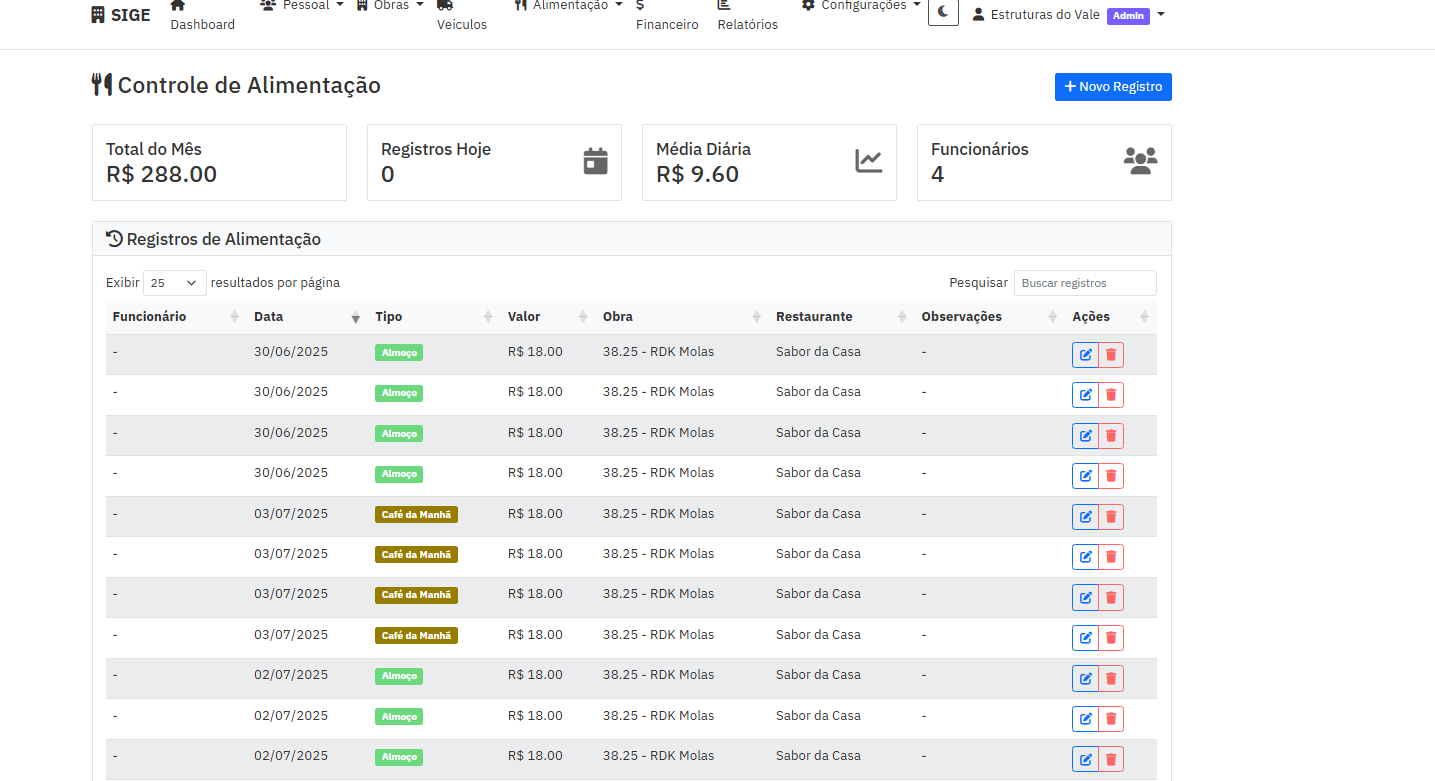 SIGE
Dashboard
Pessoal
Obras
Veículos
Alimentação
Financeiro
Relatórios
Configurações
Estruturas do Vale Admin
Controle de Alimentação
Novo Registro
Total do Mês
R$ 288.00
Registros Hoje
0
Média Diária
R$ 9.60
Funcionários
4
Registros de Alimentação
Exibir 25 resultados por página
Pesquisar Buscar registros
Funcionário Data Tipo Valor Obra Restaurante Observações Ações
- 30/06/2025 Almoço R$ 18.00 38.25 - RDK Molas Sabor da Casa -
- 30/06/2025 Almoço R$ 18.00 38.25 - RDK Molas Sabor da Casa -
- 30/06/2025 Almoço R$ 18.00 38.25 - RDK Molas Sabor da Casa -
- 30/06/2025 Almoço R$ 18.00 38.25 - RDK Molas Sabor da Casa -
- 03/07/2025 Café da Manhã R$ 18.00 38.25 - RDK Molas Sabor da Casa -
- 03/07/2025 Café da Manhã R$ 18.00 38.25 - RDK Molas Sabor da Casa -
- 03/07/2025 Café da Manhã R$ 18.00 38.25 - RDK Molas Sabor da Casa -
- 03/07/2025 Café da Manhã R$ 18.00 38.25 - RDK Molas Sabor da Casa -
- 02/07/2025 Almoço R$ 18.00 38.25 - RDK Molas Sabor da Casa -
- 02/07/2025 Almoço R$ 18.00 38.25 - RDK Molas Sabor da Casa -
- 02/07/2025 Almoço R$ 18.00 38.25 - RDK Molas Sabor da Casa -